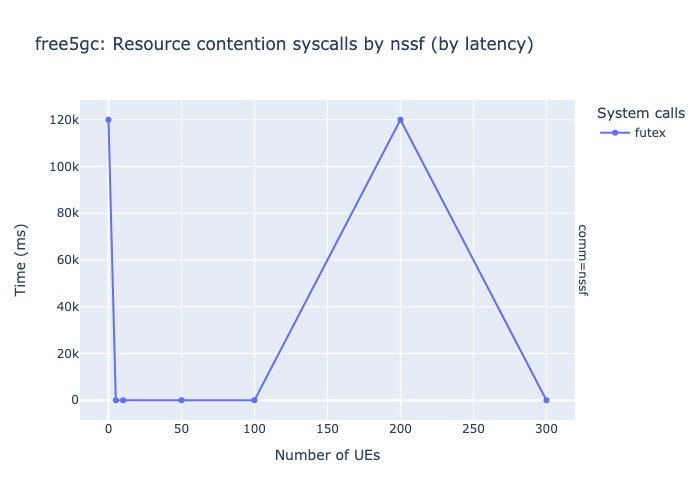 free5gc: Resource contention syscalls by nssf (by latency)
System calls
futex
120k
100k
80k
60k
40k
20k
0
Time (ms)
comm=nssf
0 50 100 150 200 250 300
Number of UEs